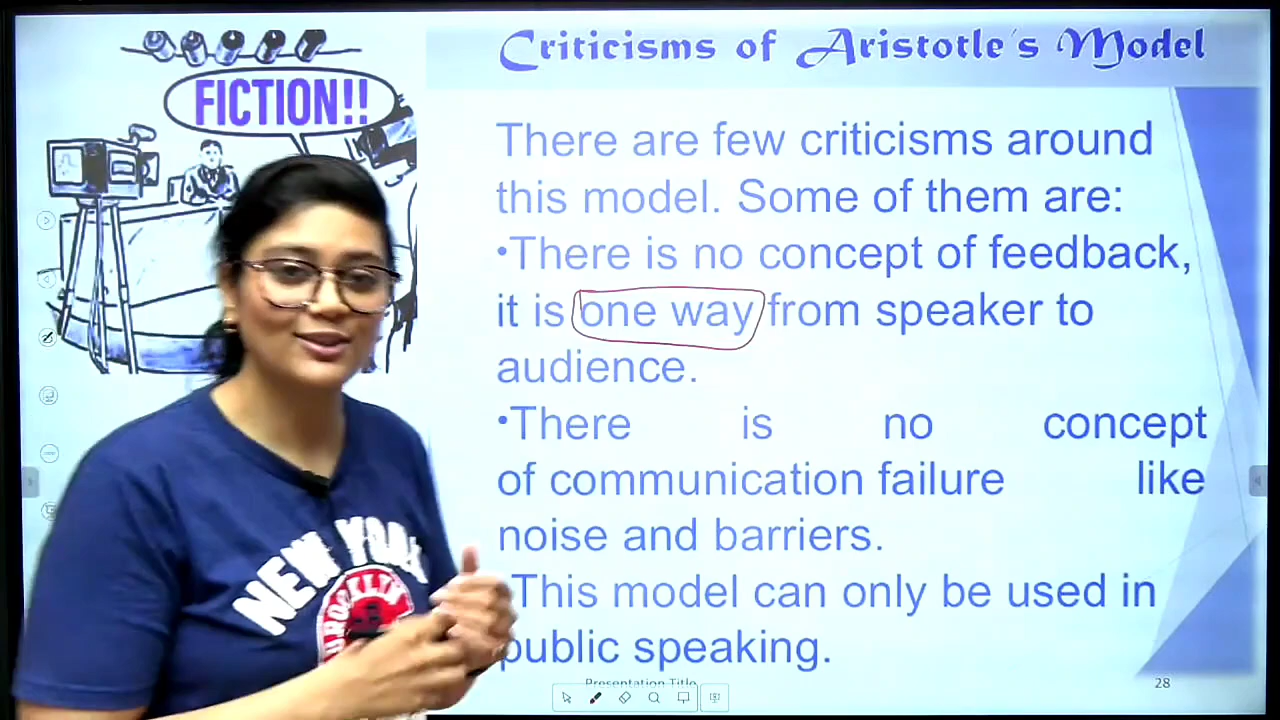 Criticisms of Aristotle's Model
FICTION!!
There are few criticisms around
this model. Some of them are:
•There is no concept of feedback,
it is one way from speaker to
audience.
•There is no concept
of communication failure like
noise and barriers.
This model can only be used in
public speaking.
Presentation Title
28
NEW YORK
BROOKLYN